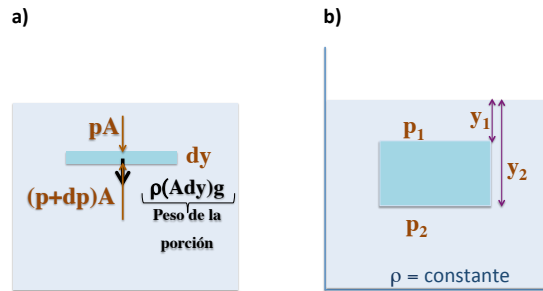 a)
pA
dy
(p+dp)A
ρ(Ady)g
Peso de la
porción
b)
y₁
p₁
y₂
p₂
ρ = constante